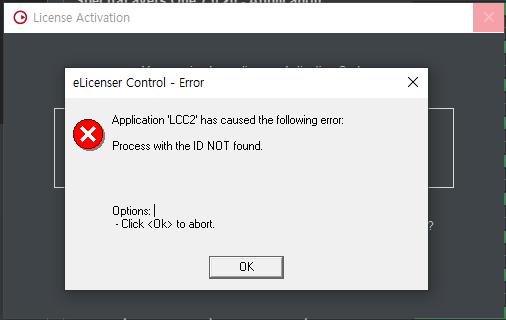 License Activation
eLicenser Control - Error
Application 'LCC2' has caused the following error:
Process with the ID NOT found.
Options:
- Click <Ok> to abort.
OK
?